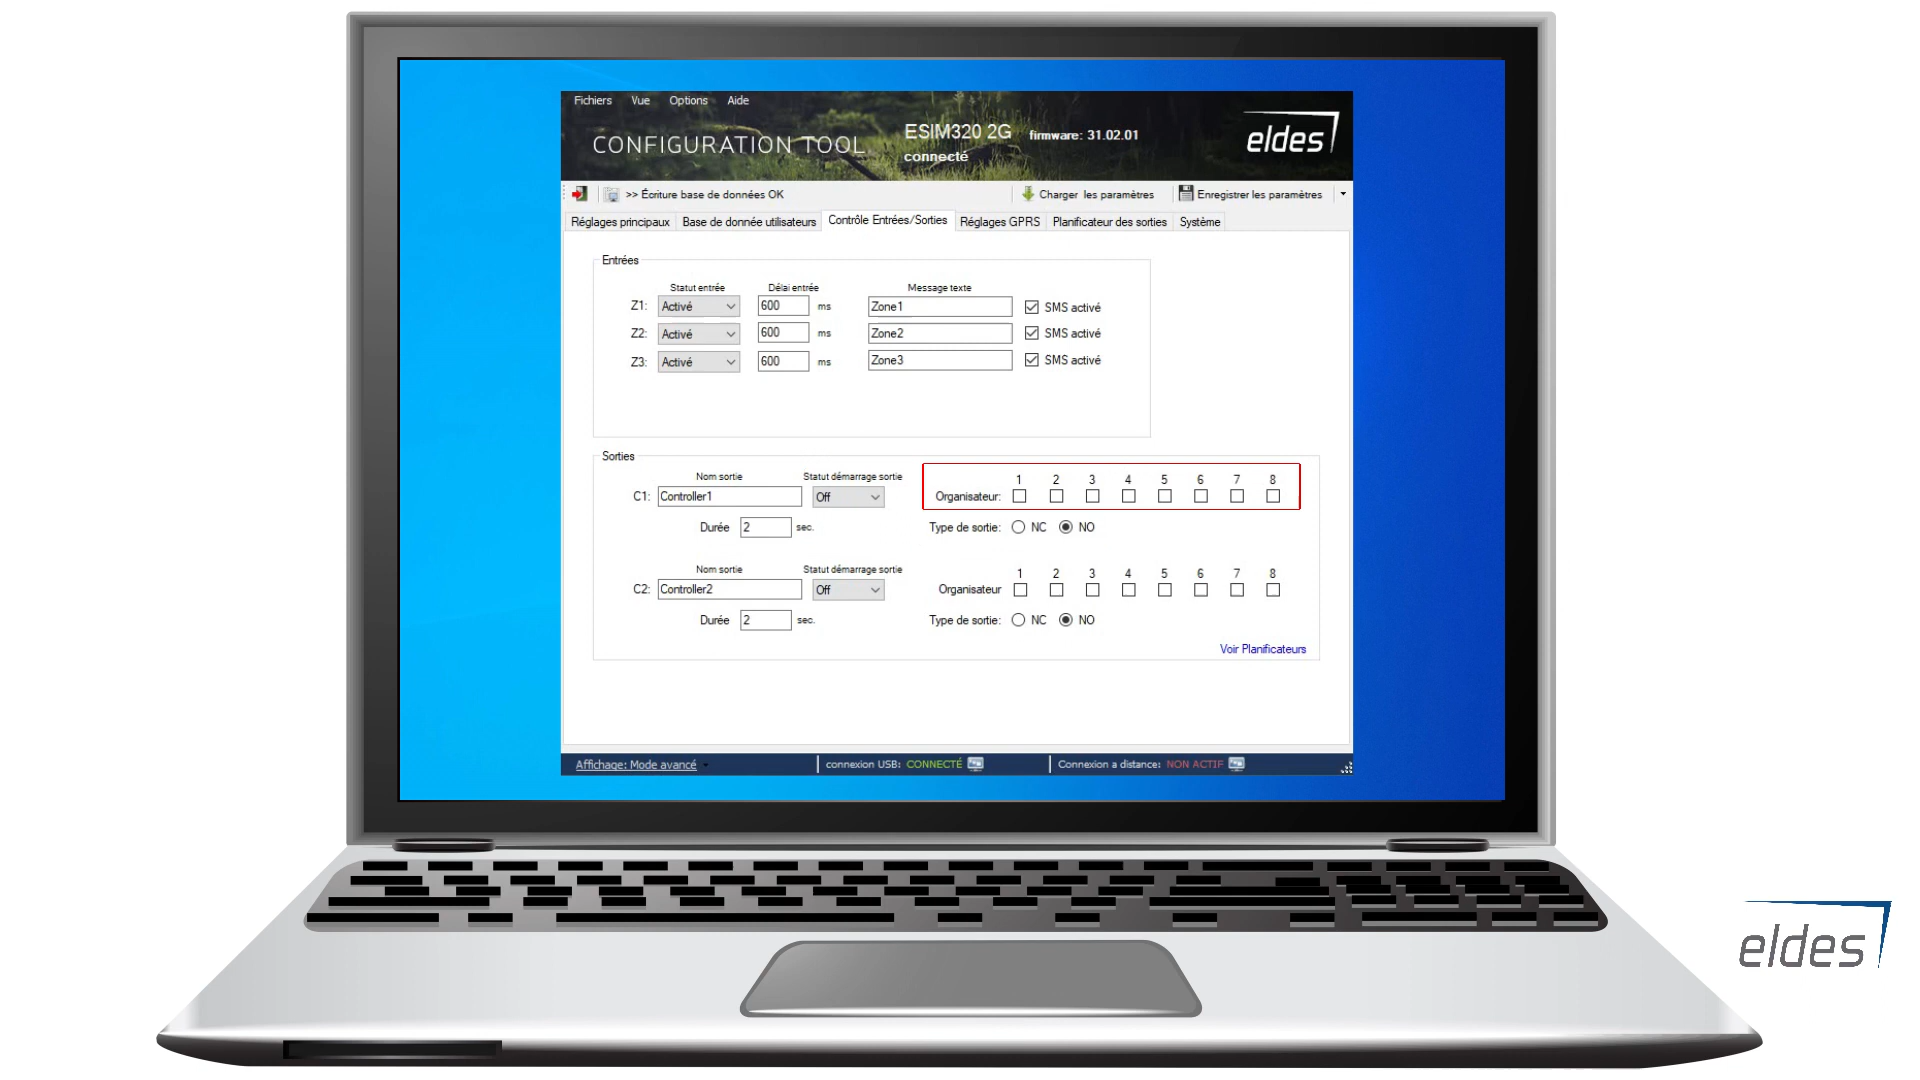 Fichiers Vue Options Aide
CONFIGURATION TOOL
ESIM320 2G firmware: 31.02.01
connecté
eldes
>> Écriture base de données OK Charger les paramètres Enregistrer les paramètres
Réglages principaux Base de donnée utilisateurs Contrôle Entrées/Sorties Réglages GPRS Planificateur des sorties Système
Entrées
Statut entrée Délai entrée Message texte
Z1: Activé 600 ms Zone1 SMS activé
Z2: Activé 600 ms Zone2 SMS activé
Z3: Activé 600 ms Zone3 SMS activé
Sorties
Nom sortie Statut démarrage sortie 1 2 3 4 5 6 7 8
C1: Controller1 Off Organisateur:
Durée 2 sec. Type de sortie: NC NO
Nom sortie Statut démarrage sortie 1 2 3 4 5 6 7 8
C2: Controller2 Off Organisateur
Durée 2 sec. Type de sortie: NC NO
Voir Planificateurs
Affichage: Mode avancé connexion USB: CONNECTÉ Connexion a distance: NON ACTIF
eldes